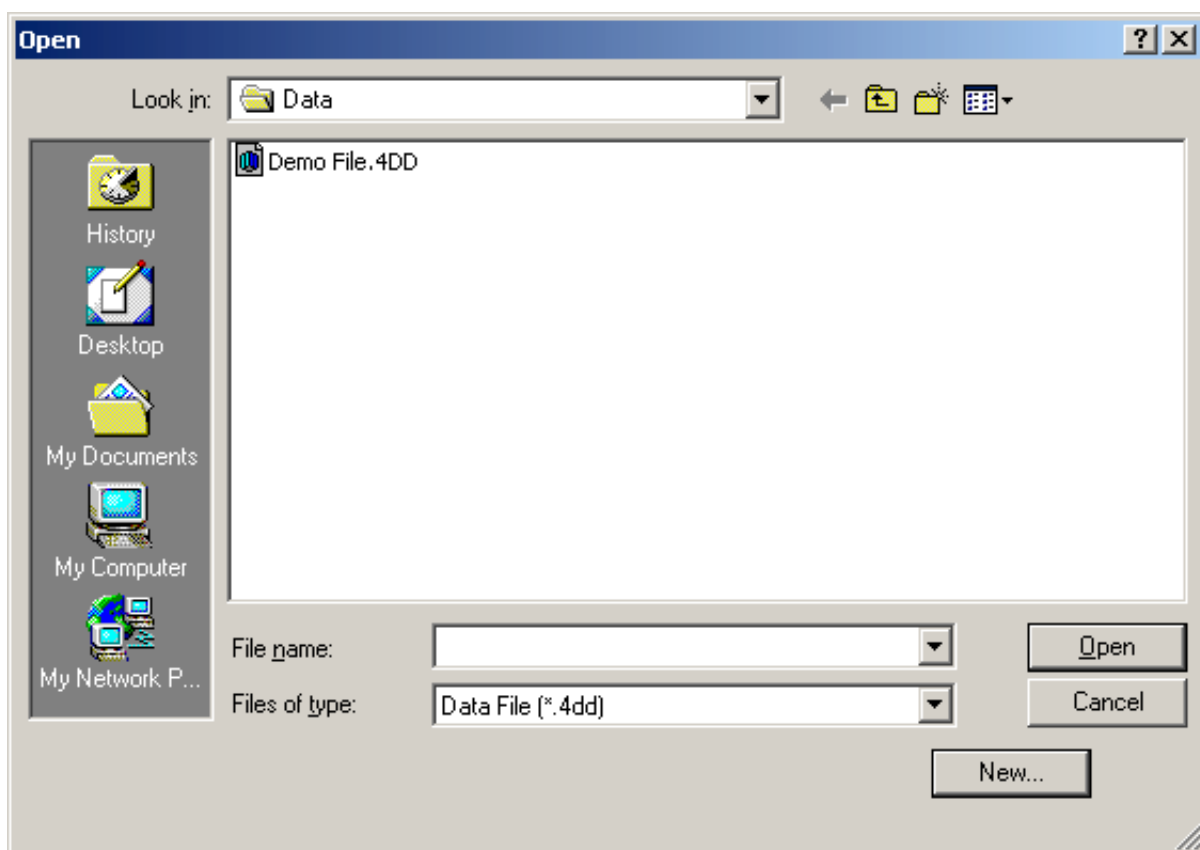 Open
Look in: Data
Demo File.4DD
History
Desktop
My Documents
My Computer
My Network P...
File name:
Open
Files of type: Data File (*.4dd)
Cancel
New...